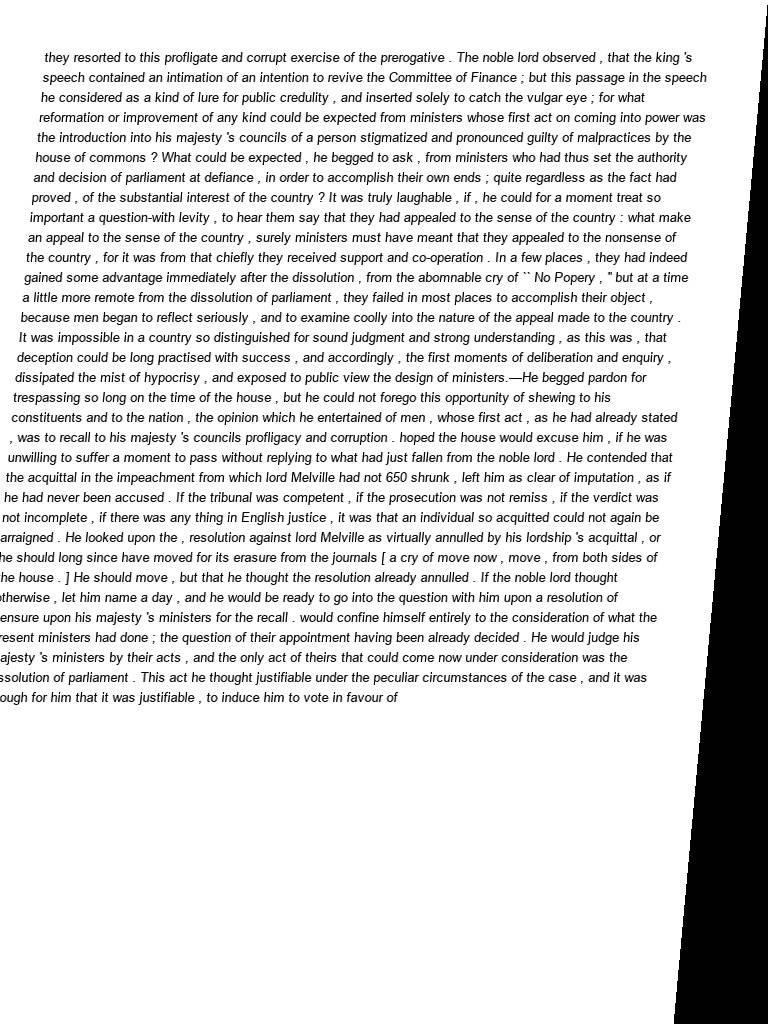 they resorted to this profligate and corrupt exercise of the prerogative . The noble lord observed , that the king 's
speech contained an intimation of an intention to revive the Committee of Finance ; but this passage in the speech
he considered as a kind of lure for public credulity , and inserted solely to catch the vulgar eye ; for what
reformation or improvement of any kind could be expected from ministers whose first act on coming into power was
the introduction into his majesty 's councils of a person stigmatized and pronounced guilty of malpractices by the
house of commons ? What could be expected , he begged to ask , from ministers who had thus set the authority
and decision of parliament at defiance , in order to accomplish their own ends ; quite regardless as the fact had
proved , of the substantial interest of the country ? It was truly laughable , if , he could for a moment treat so
important a question-with levity , to hear them say that they had appealed to the sense of the country : what make
an appeal to the sense of the country , surely ministers must have meant that they appealed to the nonsense of
the country , for it was from that chiefly they received support and co-operation . In a few places , they had indeed
gained some advantage immediately after the dissolution , from the abomnable cry of `` No Popery , '' but at a time
a little more remote from the dissolution of parliament , they failed in most places to accomplish their object ,
because men began to reflect seriously , and to examine coolly into the nature of the appeal made to the country .
It was impossible in a country so distinguished for sound judgment and strong understanding , as this was , that
deception could be long practised with success , and accordingly , the first moments of deliberation and enquiry ,
dissipated the mist of hypocrisy , and exposed to public view the design of ministers.—He begged pardon for
trespassing so long on the time of the house , but he could not forego this opportunity of shewing to his
constituents and to the nation , the opinion which he entertained of men , whose first act , as he had already stated
, was to recall to his majesty 's councils profligacy and corruption . hoped the house would excuse him , if he was
unwilling to suffer a moment to pass without replying to what had just fallen from the noble lord . He contended that
the acquittal in the impeachment from which lord Melville had not 650 shrunk , left him as clear of imputation , as if
he had never been accused . If the tribunal was competent , if the prosecution was not remiss , if the verdict was
not incomplete , if there was any thing in English justice , it was that an individual so acquitted could not again be
arraigned . He looked upon the , resolution against lord Melville as virtually annulled by his lordship 's acquittal , or
he should long since have moved for its erasure from the journals [ a cry of move now , move , from both sides of
the house . ] He should move , but that he thought the resolution already annulled . If the noble lord thought
otherwise , let him name a day , and he would be ready to go into the question with him upon a resolution of
ensure upon his majesty 's ministers for the recall . would confine himself entirely to the consideration of what the
resent ministers had done ; the question of their appointment having been already decided . He would judge his
ajesty 's ministers by their acts , and the only act of theirs that could come now under consideration was the
ssolution of parliament . This act he thought justifiable under the peculiar circumstances of the case , and it was
ough for him that it was justifiable , to induce him to vote in favour of